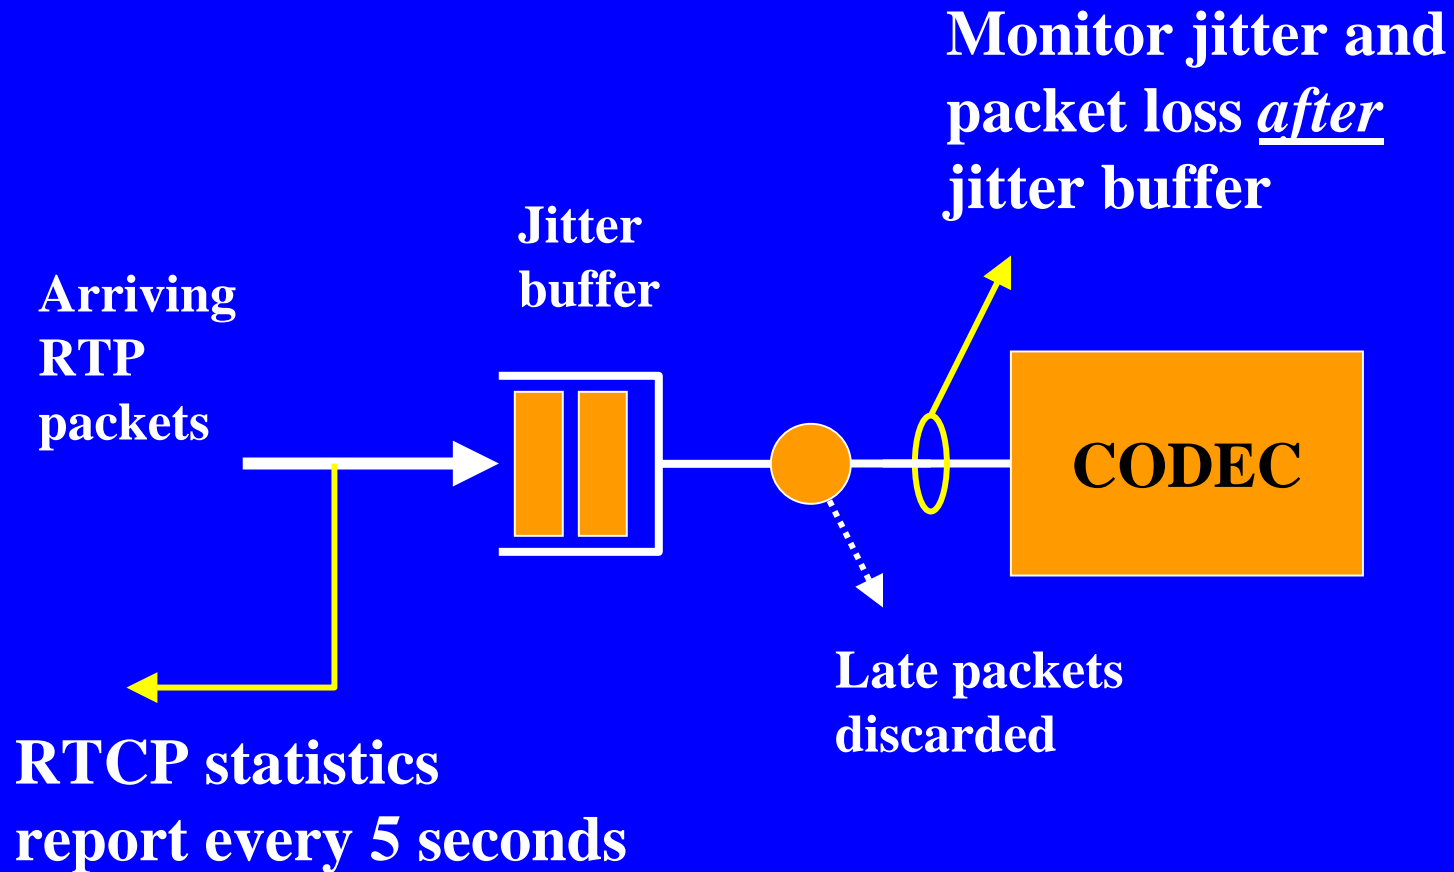 Monitor jitter and
packet loss after
jitter buffer
Jitter
buffer
Arriving
RTP
packets
CODEC
Late packets
discarded
RTCP statistics
report every 5 seconds